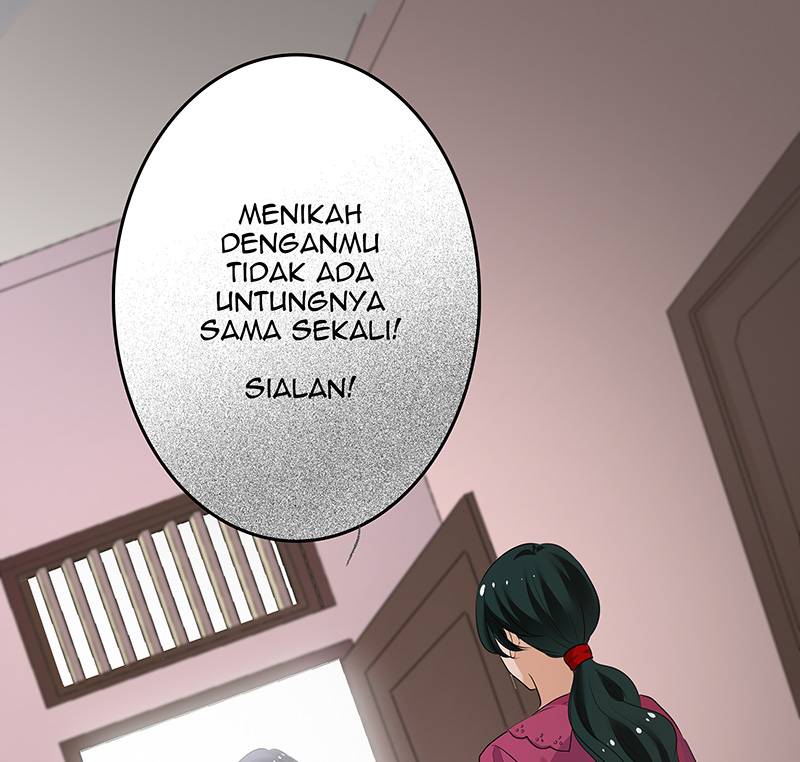 MENIKAH
DENGANMU
TIDAK ADA
UNTUNGNYA
SAMA SEKALI!
SIALAN!